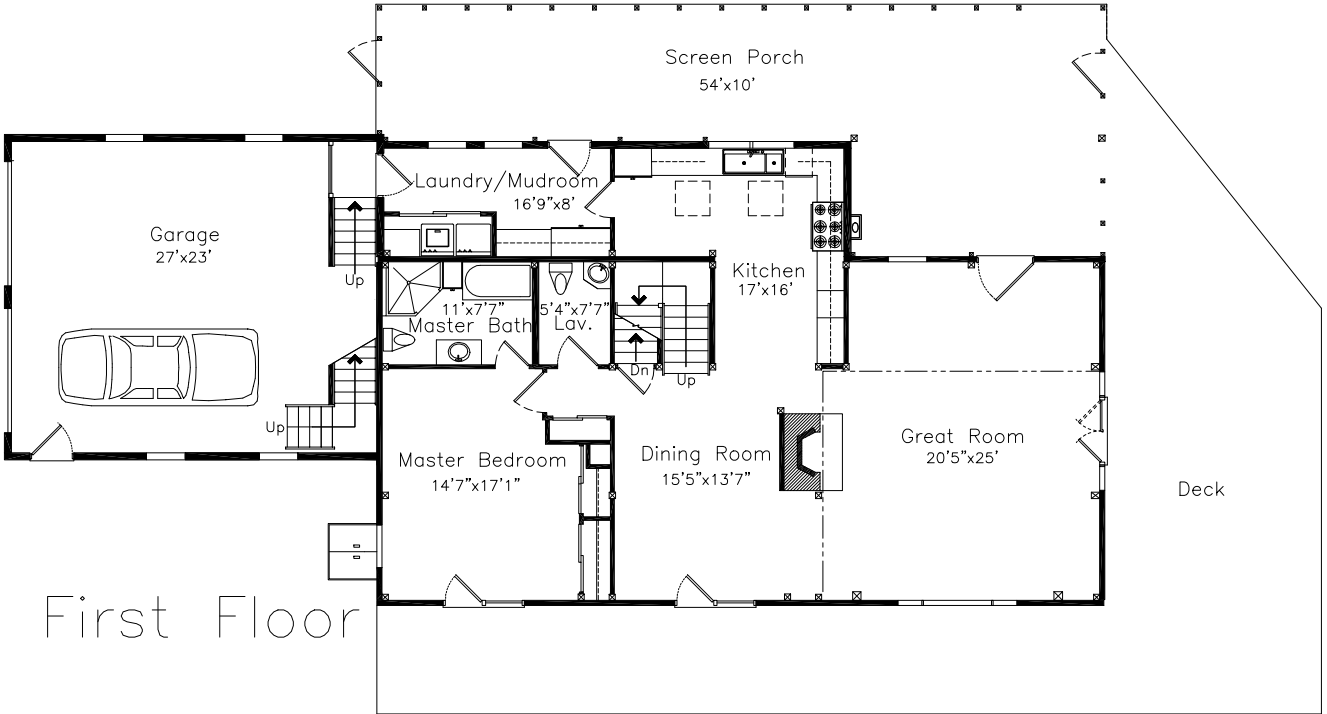 Screen Porch
54'x10'
Laundry/Mudroom
16'9"x8'
Garage
27'x23'
Up
Kitchen
17'x16'
11'x7'7"
Master Bath
5'4"x7'7"
Lav.
Dn
Up
Up
Master Bedroom
14'7"x17'1"
Dining Room
15'5"x13'7"
Great Room
20'5"x25'
Deck
First Floor